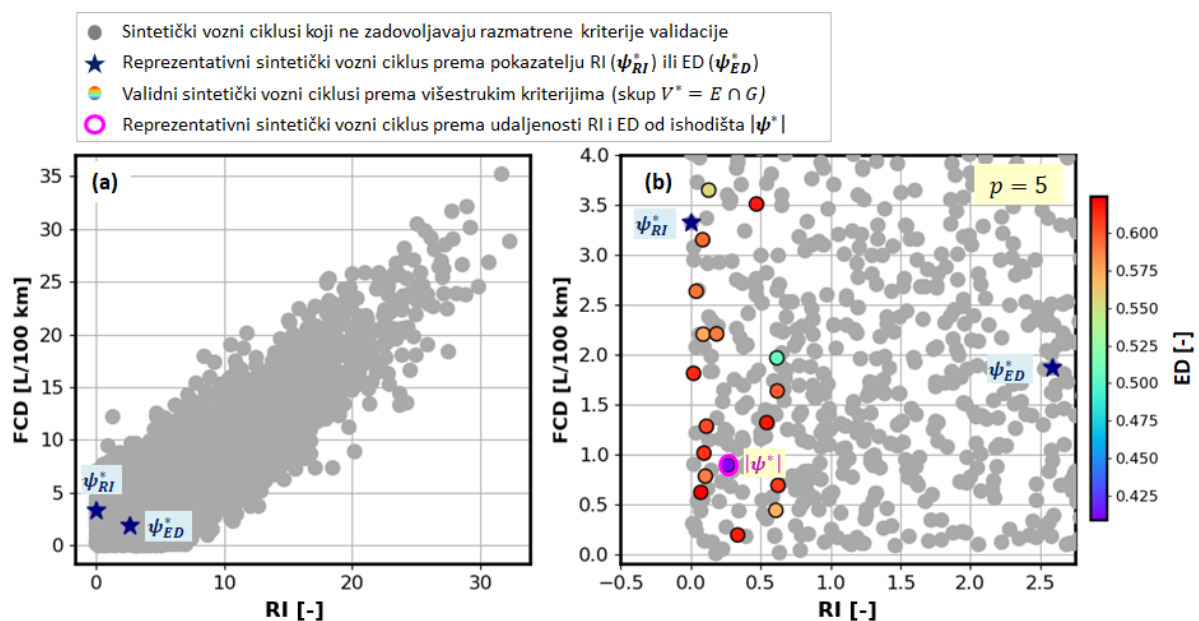 Sintetički vozni ciklusi koji ne zadovoljavaju razmatrene kriterije validacije
Reprezentativni sintetički vozni ciklus prema pokazatelju RI (ψ*RI) ili ED (ψ*ED)
Validni sintetički vozni ciklusi prema višestrukim kriterijima (skup V* = E ∩ G)
Reprezentativni sintetički vozni ciklus prema udaljenosti RI i ED od ishodišta |ψ*|
(a)
FCD [L/100 km]
35
30
25
20
15
10
5
0
ψ*RI
ψ*ED
0 10 20 30
RI [-]
(b)
p = 5
FCD [L/100 km]
4.0
3.5
3.0
2.5
2.0
1.5
1.0
0.5
0.0
ψ*RI
ψ*ED
|ψ*|
−0.5 0.0 0.5 1.0 1.5 2.0 2.5
RI [-]
0.600
0.575
0.550
0.525
0.500
0.475
0.450
0.425
ED [-]